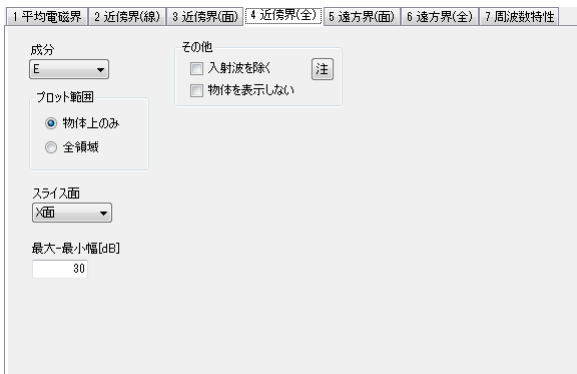 1 平均電磁界 2 近傍界(線) 3 近傍界(面) 4 近傍界(全) 5 遠方界(面) 6 遠方界(全) 7 周波数特性
成分
E
プロット範囲
物体上のみ
全領域
スライス面
X面
最大-最小幅[dB]
30
その他
入射波を除く 注
物体を表示しない